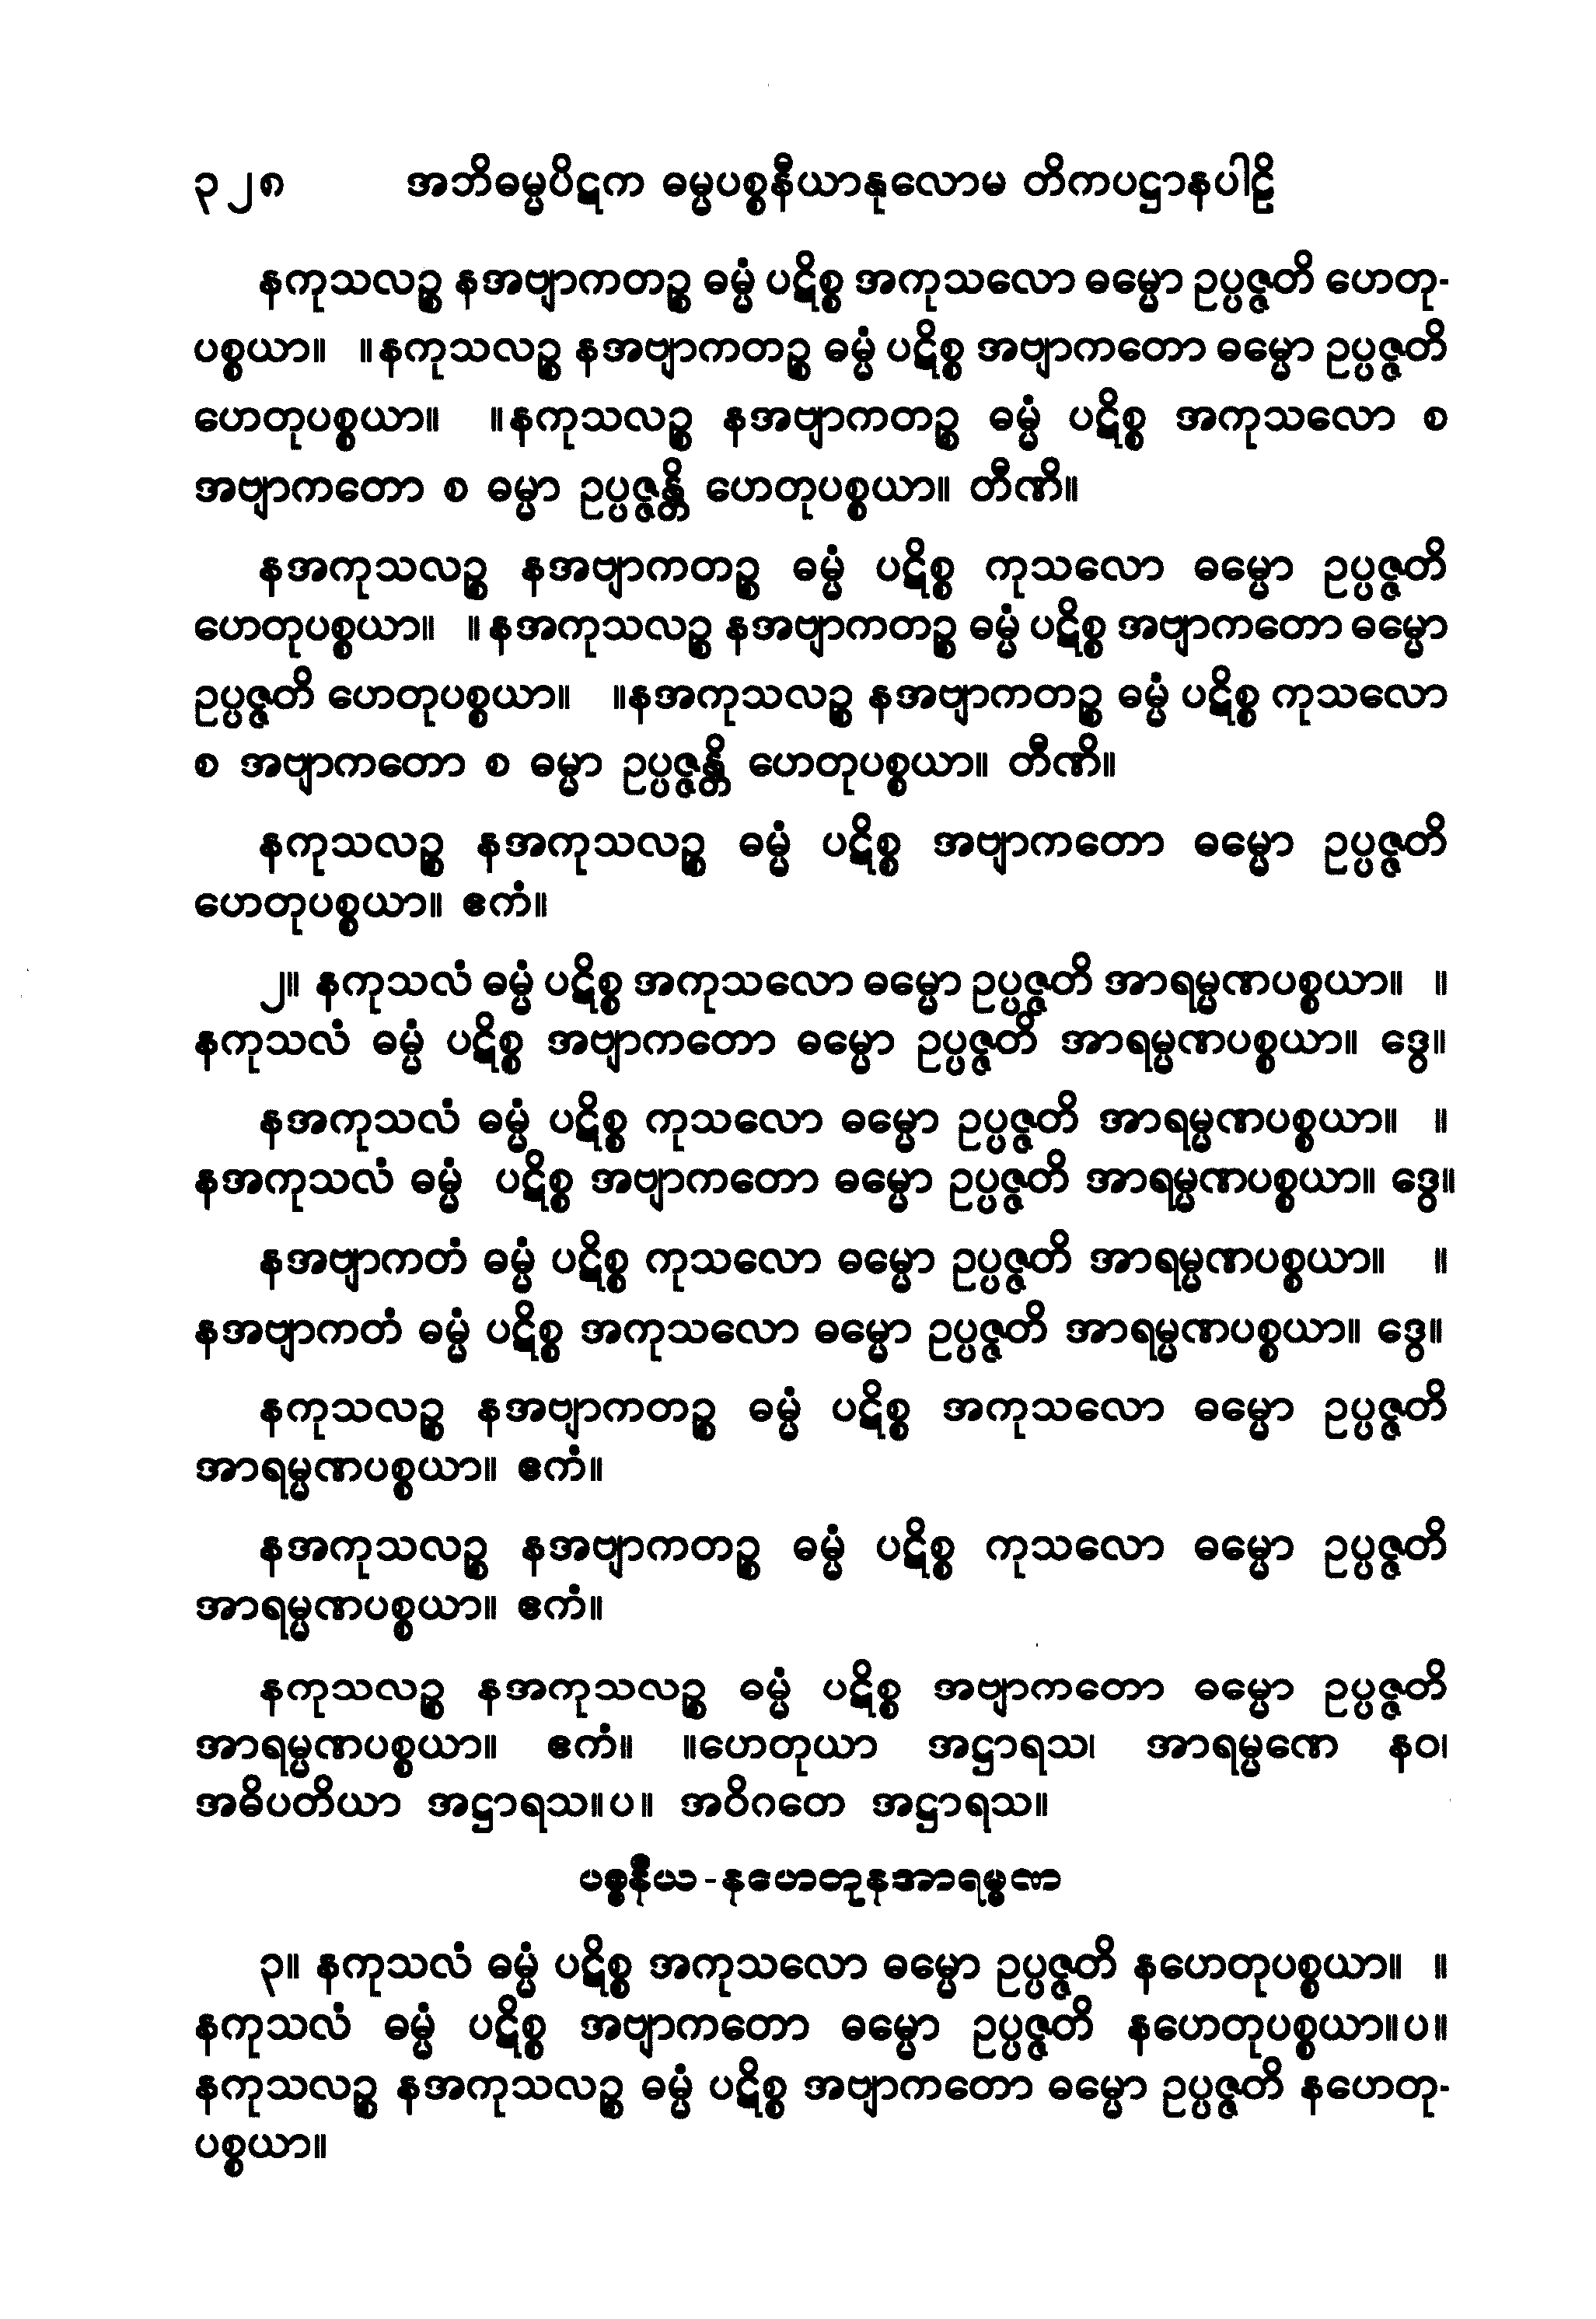 ၃၂၈ အဘိဓမ္မပိဋက ဓမ္မပစ္စနီယာနုလောမ တိကပဋ္ဌာနပါဠိ
နကုသလဉ္စ နအဗျာကတဉ္စ ဓမ္မံ ပဋိစ္စ အကုသလော ဓမ္မော ဥပ္ပဇ္ဇတိ ဟေတု-
ပစ္စယာ။ ။နကုသလဉ္စ နအဗျာကတဉ္စ ဓမ္မံ ပဋိစ္စ အဗျာကတော ဓမ္မော ဥပ္ပဇ္ဇတိ
ဟေတုပစ္စယာ။ ။နကုသလဉ္စ နအဗျာကတဉ္စ ဓမ္မံ ပဋိစ္စ အကုသလော စ
အဗျာကတော စ ဓမ္မာ ဥပ္ပဇ္ဇန္တိ ဟေတုပစ္စယာ။ တီဏိ။
နအကုသလဉ္စ နအဗျာကတဉ္စ ဓမ္မံ ပဋိစ္စ ကုသလော ဓမ္မော ဥပ္ပဇ္ဇတိ
ဟေတုပစ္စယာ။ ။နအကုသလဉ္စ နအဗျာကတဉ္စ ဓမ္မံ ပဋိစ္စ အဗျာကတော ဓမ္မော
ဥပ္ပဇ္ဇတိ ဟေတုပစ္စယာ။ ။နအကုသလဉ္စ နအဗျာကတဉ္စ ဓမ္မံ ပဋိစ္စ ကုသလော
စ အဗျာကတော စ ဓမ္မာ ဥပ္ပဇ္ဇန္တိ ဟေတုပစ္စယာ။ တီဏိ။
နကုသလဉ္စ နအကုသလဉ္စ ဓမ္မံ ပဋိစ္စ အဗျာကတော ဓမ္မော ဥပ္ပဇ္ဇတိ
ဟေတုပစ္စယာ။ ဧကံ။
၂။ နကုသလံ ဓမ္မံ ပဋိစ္စ အကုသလော ဓမ္မော ဥပ္ပဇ္ဇတိ အာရမ္မဏပစ္စယာ။ ။
နကုသလံ ဓမ္မံ ပဋိစ္စ အဗျာကတော ဓမ္မော ဥပ္ပဇ္ဇတိ အာရမ္မဏပစ္စယာ။ ဒွေ။
နအကုသလံ ဓမ္မံ ပဋိစ္စ ကုသလော ဓမ္မော ဥပ္ပဇ္ဇတိ အာရမ္မဏပစ္စယာ။ ။
နအကုသလံ ဓမ္မံ ပဋိစ္စ အဗျာကတော ဓမ္မော ဥပ္ပဇ္ဇတိ အာရမ္မဏပစ္စယာ။ ဒွေ။
နအဗျာကတံ ဓမ္မံ ပဋိစ္စ ကုသလော ဓမ္မော ဥပ္ပဇ္ဇတိ အာရမ္မဏပစ္စယာ။ ။
နအဗျာကတံ ဓမ္မံ ပဋိစ္စ အကုသလော ဓမ္မော ဥပ္ပဇ္ဇတိ အာရမ္မဏပစ္စယာ။ ဒွေ။
နကုသလဉ္စ နအဗျာကတဉ္စ ဓမ္မံ ပဋိစ္စ အကုသလော ဓမ္မော ဥပ္ပဇ္ဇတိ
အာရမ္မဏပစ္စယာ။ ဧကံ။
နအကုသလဉ္စ နအဗျာကတဉ္စ ဓမ္မံ ပဋိစ္စ ကုသလော ဓမ္မော ဥပ္ပဇ္ဇတိ
အာရမ္မဏပစ္စယာ။ ဧကံ။
နကုသလဉ္စ နအကုသလဉ္စ ဓမ္မံ ပဋိစ္စ အဗျာကတော ဓမ္မော ဥပ္ပဇ္ဇတိ
အာရမ္မဏပစ္စယာ။ ဧကံ။ ။ဟေတုယာ အဋ္ဌာရသ၊ အာရမ္မဏေ နဝ၊
အဓိပတိယာ အဋ္ဌာရသ။ပ။ အဝိဂတေ အဋ္ဌာရသ။
ပစ္စနီယ-နဟေတုနအာရမ္မဏ
၃။ နကုသလံ ဓမ္မံ ပဋိစ္စ အကုသလော ဓမ္မော ဥပ္ပဇ္ဇတိ နဟေတုပစ္စယာ။ ။
နကုသလံ ဓမ္မံ ပဋိစ္စ အဗျာကတော ဓမ္မော ဥပ္ပဇ္ဇတိ နဟေတုပစ္စယာ။ပ။
နကုသလဉ္စ နအကုသလဉ္စ ဓမ္မံ ပဋိစ္စ အဗျာကတော ဓမ္မော ဥပ္ပဇ္ဇတိ နဟေတု-
ပစ္စယာ။